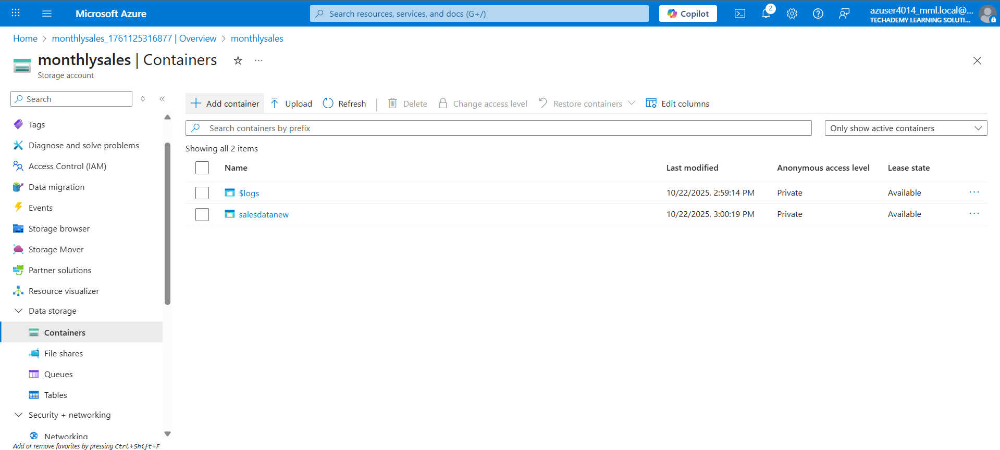 Microsoft Azure
Search resources, services, and docs (G+/)
Copilot
2
azuser4014_mml.local@...
TECHADEMY LEARNING SOLUTI...
Home > monthlysales_1761125316877 | Overview > monthlysales
monthlysales | Containers
...
Storage account
Search
Add container
Upload
Refresh
Delete
Change access level
Restore containers
Edit columns
Search containers by prefix
Only show active containers
Showing all 2 items
Name Last modified Anonymous access level Lease state
$logs 10/22/2025, 2:59:14 PM Private Available ...
salesdatanew 10/22/2025, 3:00:19 PM Private Available ...
Tags
Diagnose and solve problems
Access Control (IAM)
Data migration
Events
Storage browser
Storage Mover
Partner solutions
Resource visualizer
Data storage
Containers
File shares
Queues
Tables
Security + networking
Networking
Add or remove favorites by pressing Ctrl+Shift+F